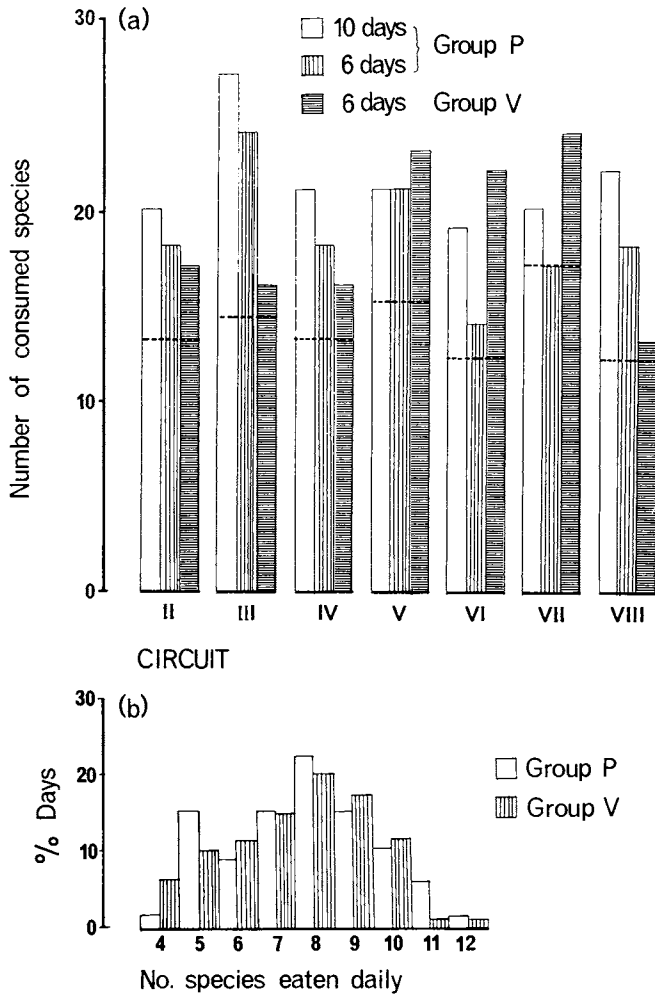 (a)
30
20
10
0
Number of consumed species
10 days
6 days
Group P
6 days Group V
II III IV V VI VII VIII
CIRCUIT
(b)
30
20
10
0
% Days
Group P
Group V
4 5 6 7 8 9 10 11 12
No. species eaten daily